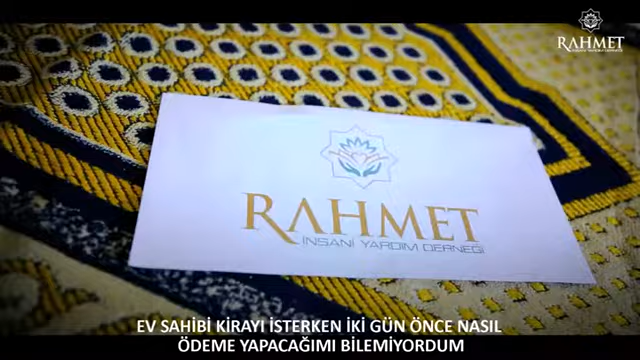 RAHMET
RAHMET
İNSANİ YARDIM DERNEĞİ
EV SAHİBİ KİRAYI İSTERKEN İKİ GÜN ÖNCE NASIL
ÖDEME YAPACAĞIMI BİLEMİYORDUM